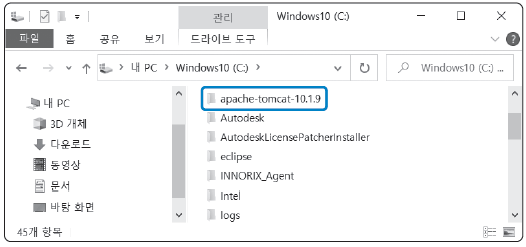 관리
Windows10 (C:)
파일 홈 공유 보기 드라이브 도구
내 PC > Windows10 (C:) >
Windows10 (C:) ...
내 PC
3D 개체
다운로드
동영상
문서
바탕 화면
apache-tomcat-10.1.9
Autodesk
AutodeskLicensePatcherInstaller
eclipse
INNORIX_Agent
Intel
logs
45개 항목